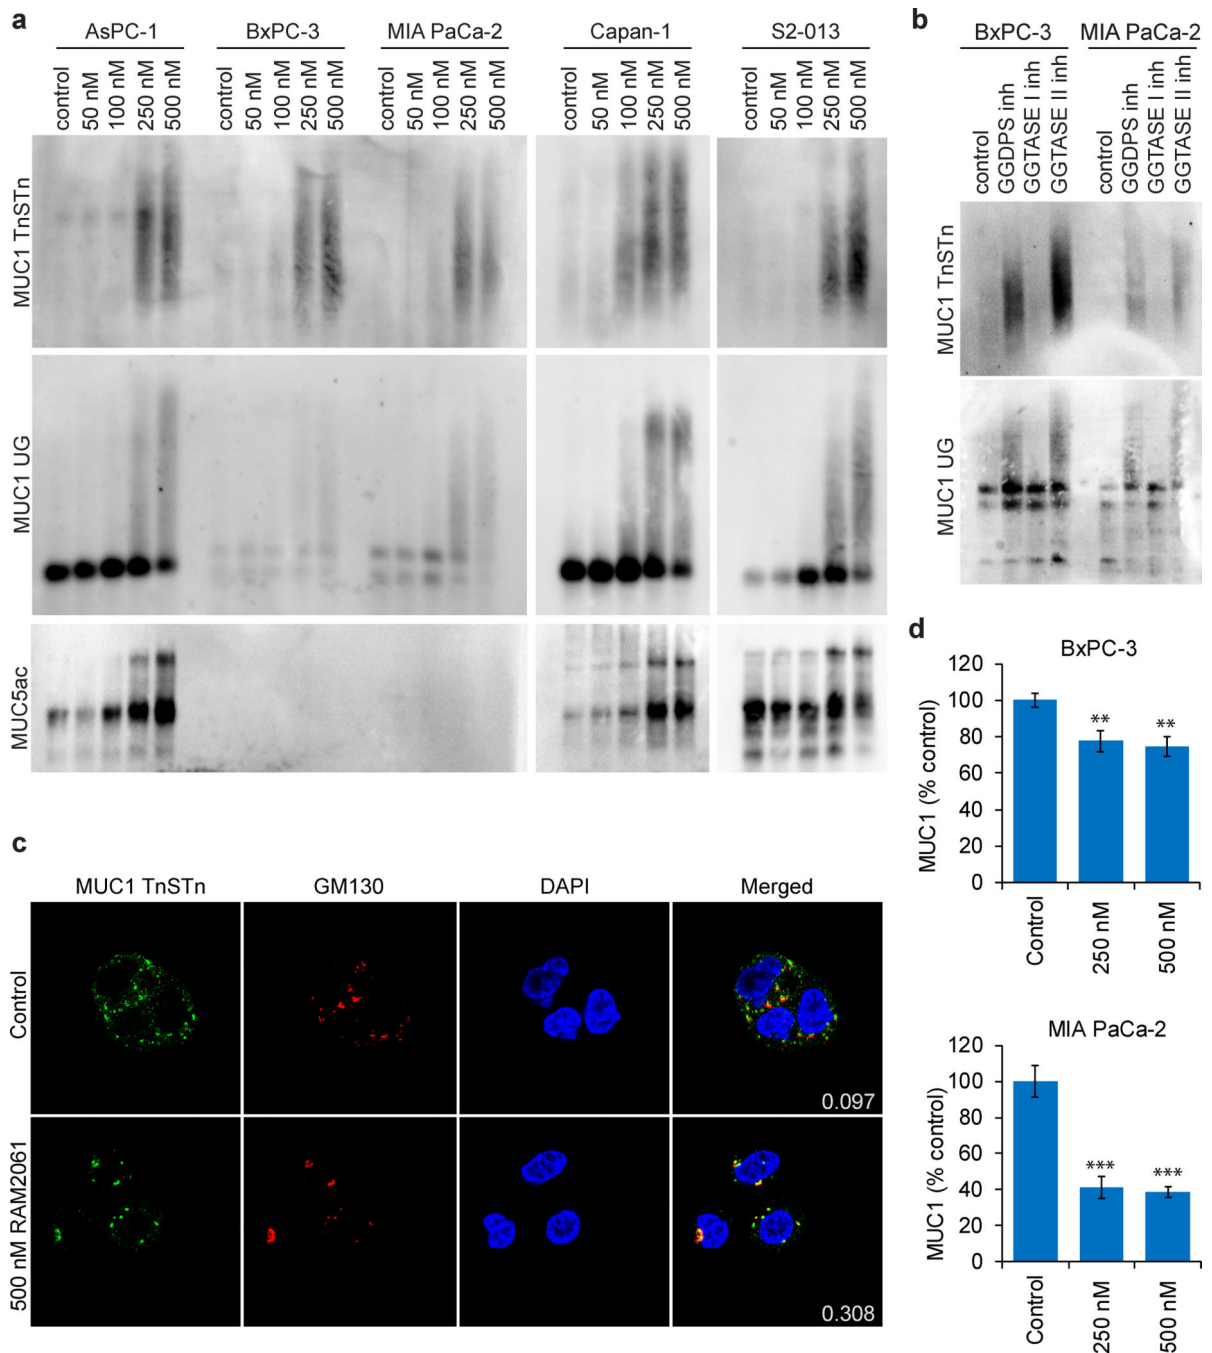 a
AsPC-1 BxPC-3 MIA PaCa-2 Capan-1 S2-013
control 50 nM 100 nM 250 nM 500 nM control 50 nM 100 nM 250 nM 500 nM control 50 nM 100 nM 250 nM 500 nM control 50 nM 100 nM 250 nM 500 nM control 50 nM 100 nM 250 nM 500 nM
MUC1 TnSTn
MUC1 UG
MUC5ac
b
BxPC-3 MIA PaCa-2
control GGDPS inh GGTASE I inh GGTASE II inh control GGDPS inh GGTASE I inh GGTASE II inh
MUC1 TnSTn
MUC1 UG
c
MUC1 TnSTn GM130 DAPI Merged
Control
0.097
500 nM RAM2061
0.308
d
BxPC-3
MUC1 (% control)
120
100
80
60
40
20
0
** **
Control 250 nM 500 nM
MIA PaCa-2
MUC1 (% control)
120
100
80
60
40
20
0
*** ***
Control 250 nM 500 nM